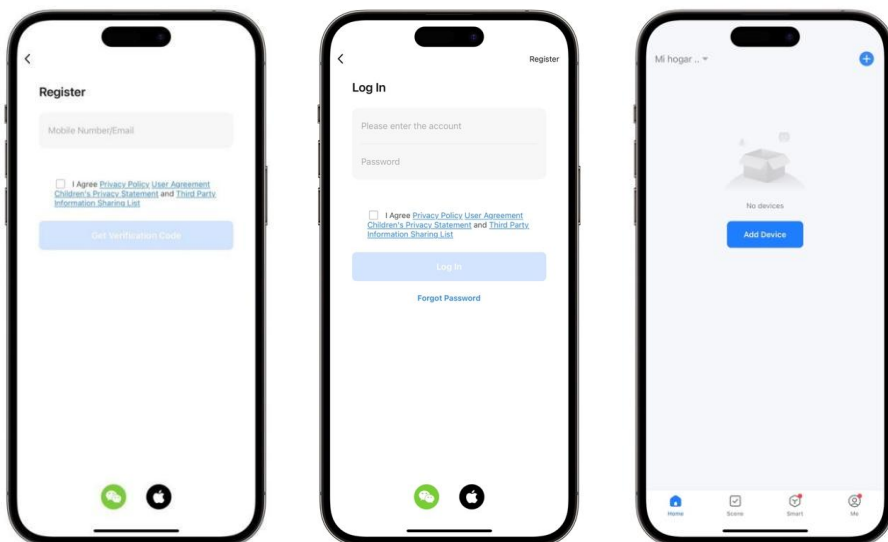 Register
Mobile Number/Email
I Agree Privacy Policy User Agreement
Children's Privacy Statement and Third Party
Information Sharing List
Get Verification Code
Register
Log In
Please enter the account
Password
I Agree Privacy Policy User Agreement
Children's Privacy Statement and Third Party
Information Sharing List
Log In
Forgot Password
Mi hogar ..
No devices
Add Device
Home
Scene
Smart
Me